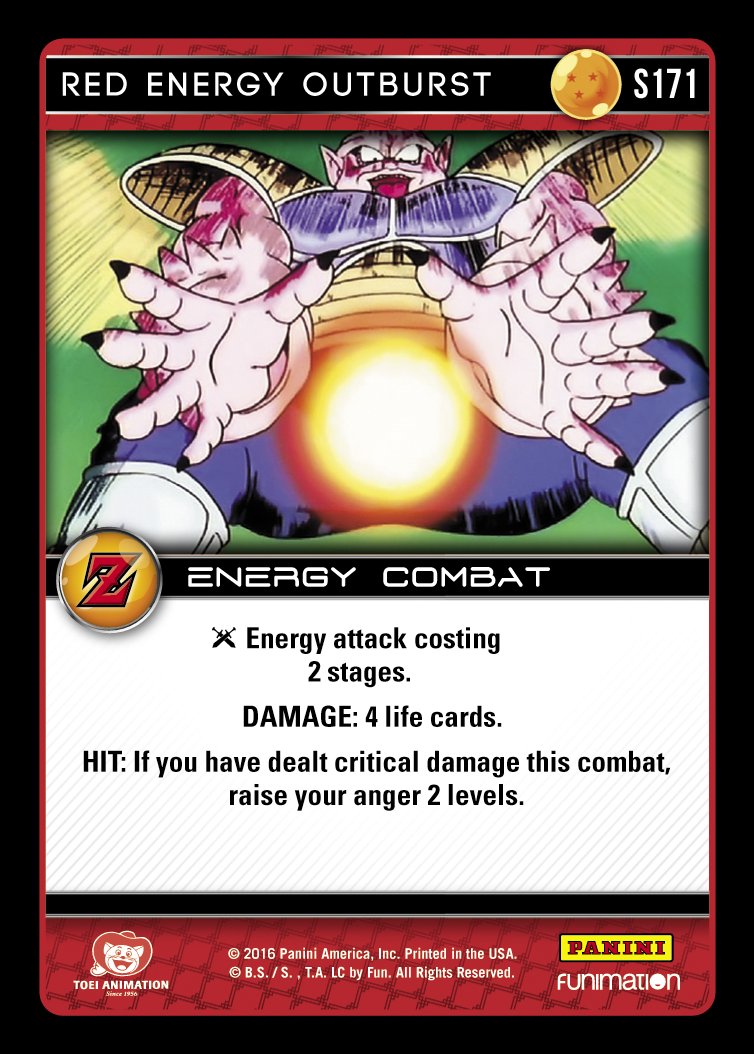 RED ENERGY OUTBURST S171
Z ENERGY COMBAT
Energy attack costing
2 stages.
DAMAGE: 4 life cards.
HIT: If you have dealt critical damage this combat,
raise your anger 2 levels.
TOEI ANIMATION
Since 1956
© 2016 Panini America, Inc. Printed in the USA.
© B.S. / S. , T.A. LC by Fun. All Rights Reserved.
PANINI
FUNIMATION